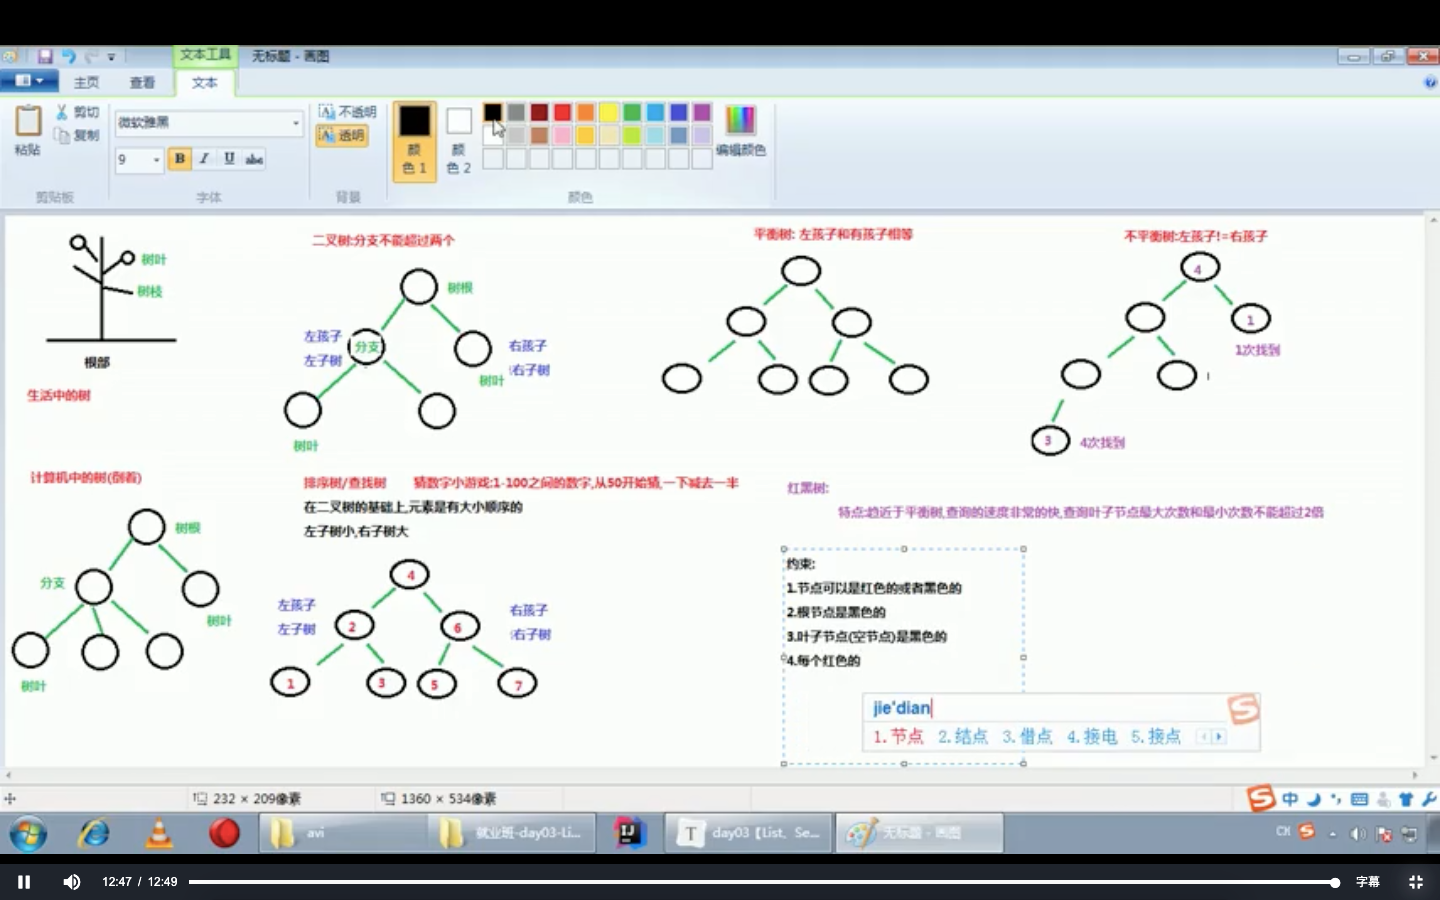 文本工具 无标题 - 画图
主页 查看 文本
粘贴
剪切
复制
剪贴板
微软雅黑
9 B I U abc
字体
不透明
透明
背景
颜色 1
颜色 2
编辑颜色
颜色
树叶
树枝
根部
生活中的树
二叉树:分支不能超过两个
树根
左孩子
左子树
分支
右孩子
右子树
树叶
树叶
平衡树: 左孩子和有孩子相等
不平衡树:左孩子!=右孩子
4
1
1次找到
3 4次找到
计算机中的树(倒着)
树根
分支
树叶
树叶
排序树/查找树 猜数字小游戏:1-100之间的数字,从50开始猜,一下减去一半
在二叉树的基础上,元素是有大小顺序的
左子树小,右子树大
4
左孩子
左子树
2
6
右孩子
右子树
1 3 5 7
红黑树:
特点:趋近于平衡树,查询的速度非常的快,查询叶子节点最大次数和最小次数不能超过2倍
约束:
1.节点可以是红色的或者黑色的
2.根节点是黑色的
3.叶子节点(空节点)是黑色的
4.每个红色的
jie'dian
1.节点 2.结点 3.借点 4.接电 5.接点
232 × 209像素 1360 × 534像素
中
avi 就业班-day03-Li... day03【List、Se... 无标题 - 画图
CH
12:47 / 12:49 字幕